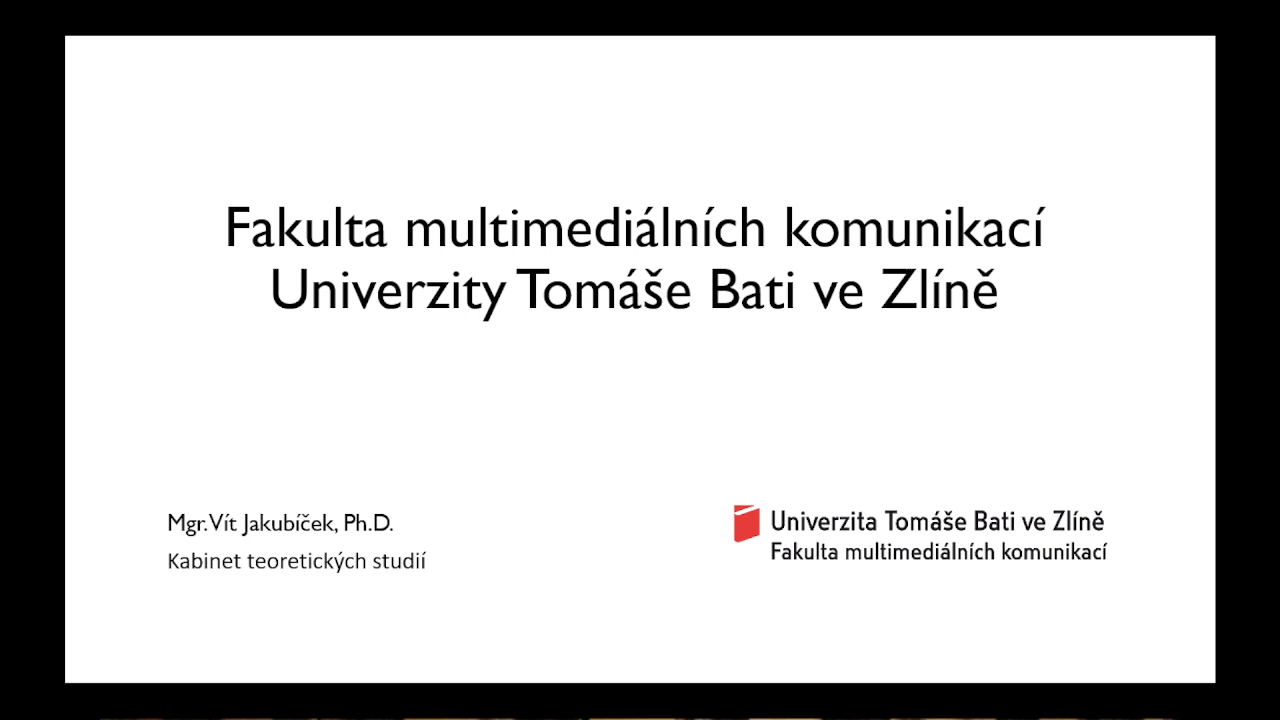 Fakulta multimediálních komunikací
Univerzity Tomáše Bati ve Zlíně
Mgr. Vít Jakubíček, Ph.D.
Kabinet teoretických studií
Univerzita Tomáše Bati ve Zlíně
Fakulta multimediálních komunikací